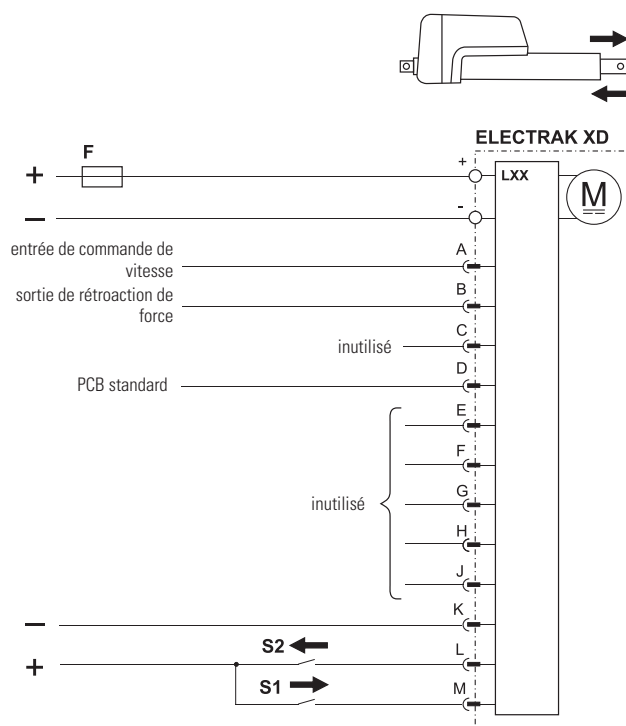 ELECTRAK XD
F
+
+
LXX
M
–
-
entrée de commande de
vitesse
A
sortie de rétroaction de
force
B
inutilisé
C
PCB standard
D
E
F
inutilisé
G
H
J
–
K
S2
L
+
S1
M